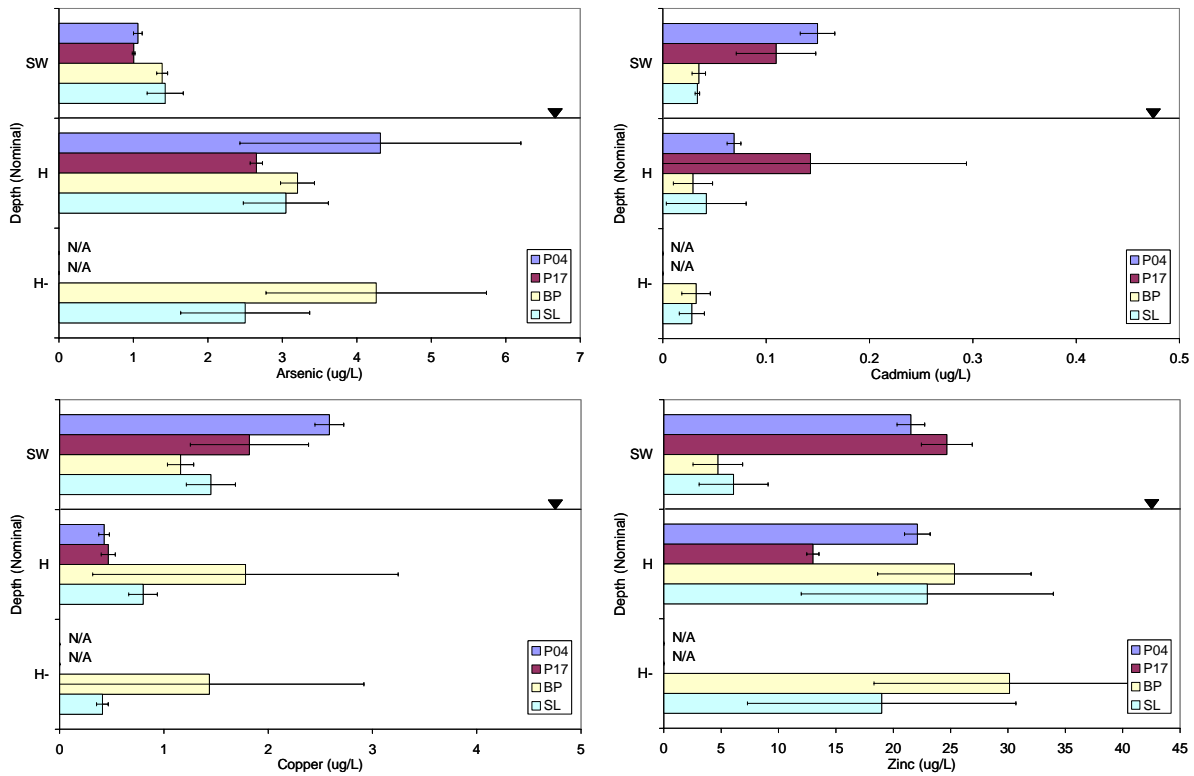 SW
H
H-
Depth (Nominal)
N/A
N/A
P04
P17
BP
SL
0 1 2 3 4 5 6 7
Arsenic (ug/L)
SW
H
H-
Depth (Nominal)
N/A
N/A
P04
P17
BP
SL
0 0.1 0.2 0.3 0.4 0.5
Cadmium (ug/L)
SW
H
H-
Depth (Nominal)
N/A
N/A
P04
P17
BP
SL
0 1 2 3 4 5
Copper (ug/L)
SW
H
H-
Depth (Nominal)
N/A
N/A
P04
P17
BP
SL
0 5 10 15 20 25 30 35 40 45
Zinc (ug/L)